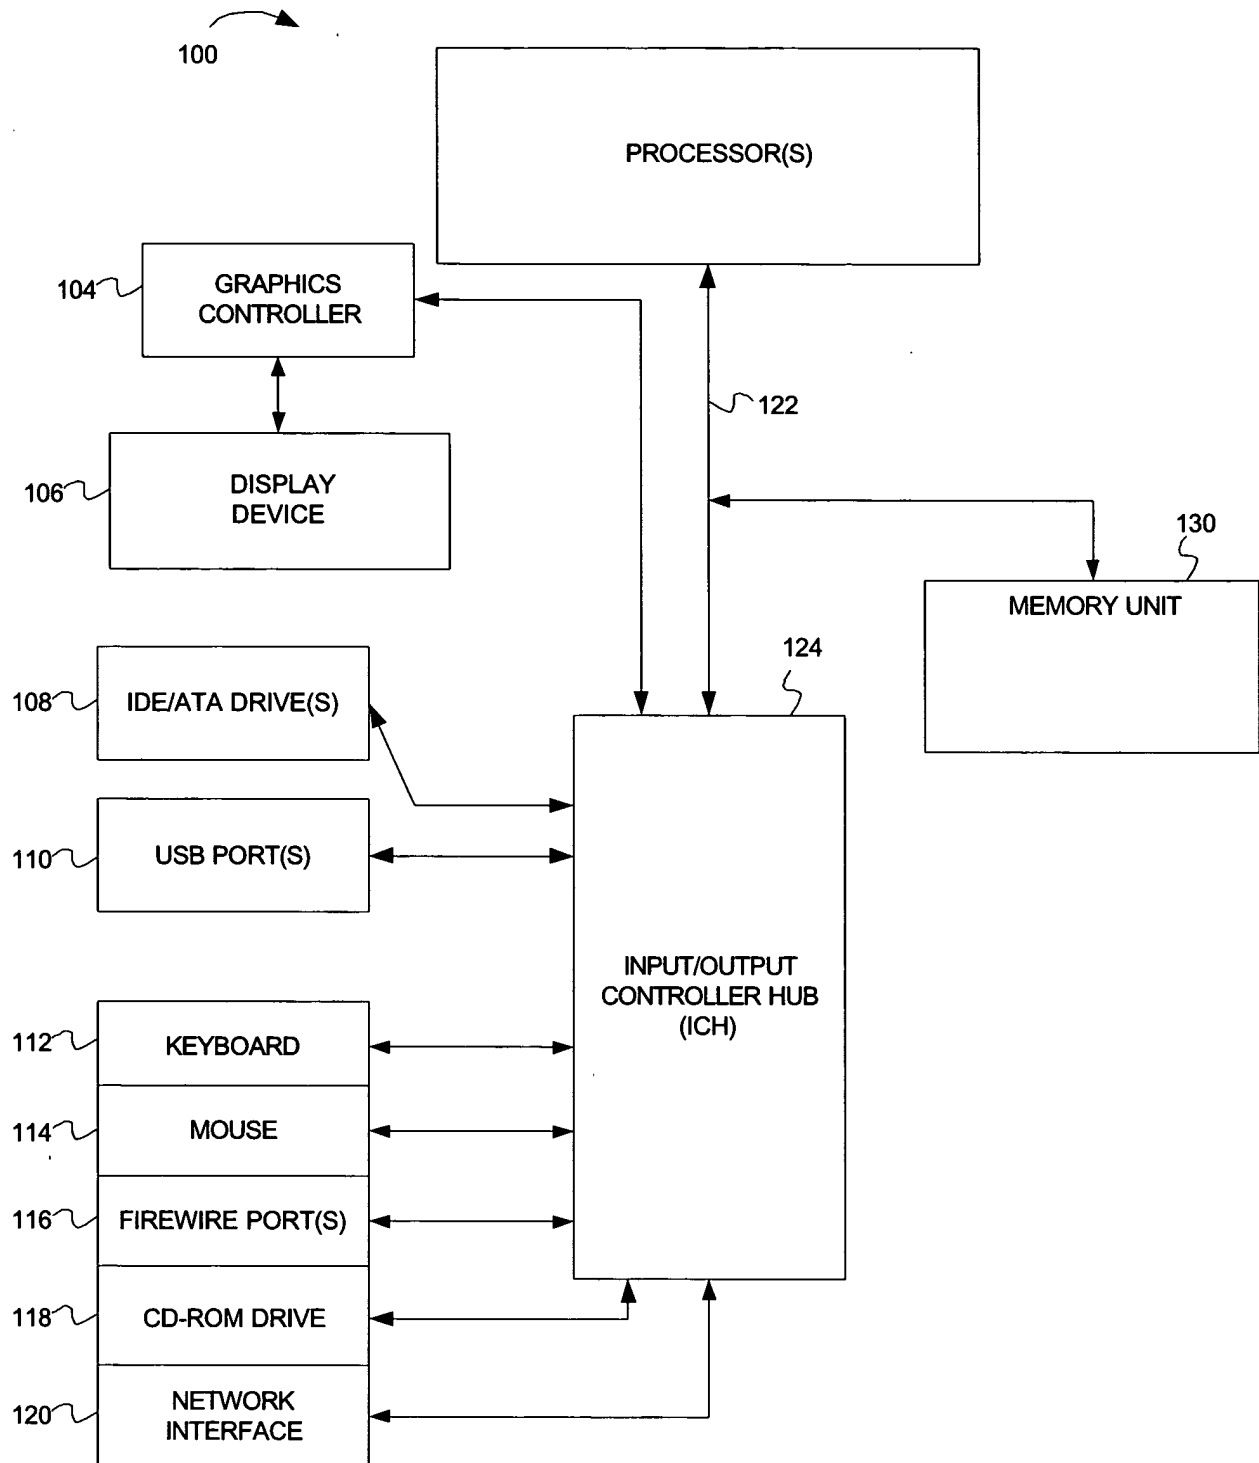 100
PROCESSOR(S)
104
GRAPHICS
CONTROLLER
122
106
DISPLAY
DEVICE
130
MEMORY UNIT
124
108
IDE/ATA DRIVE(S)
110
USB PORT(S)
INPUT/OUTPUT
CONTROLLER HUB
(ICH)
112
KEYBOARD
114
MOUSE
116
FIREWIRE PORT(S)
118
CD-ROM DRIVE
120
NETWORK
INTERFACE